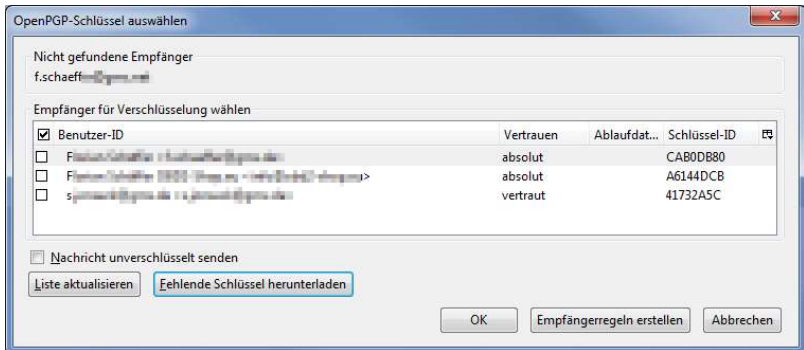 OpenPGP-Schlüssel auswählen
Nicht gefundene Empfänger
f.schaeff
Empfänger für Verschlüsselung wählen
Benutzer-ID Vertrauen Ablaufdat... Schlüssel-ID
absolut CAB0DB80
absolut A6144DCB
vertraut 41732A5C
Nachricht unverschlüsselt senden
Liste aktualisieren Fehlende Schlüssel herunterladen
OK Empfängerregeln erstellen Abbrechen